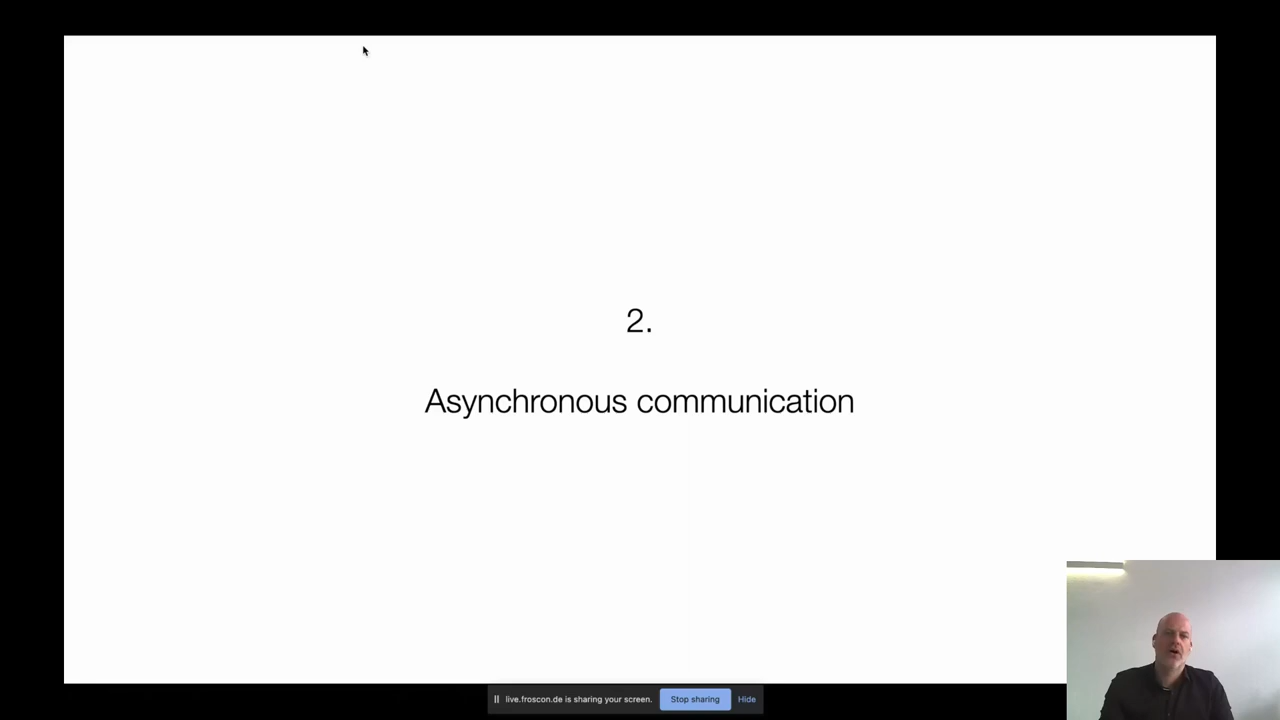 2.
Asynchronous communication
live.froscon.de is sharing your screen.
Stop sharing
Hide